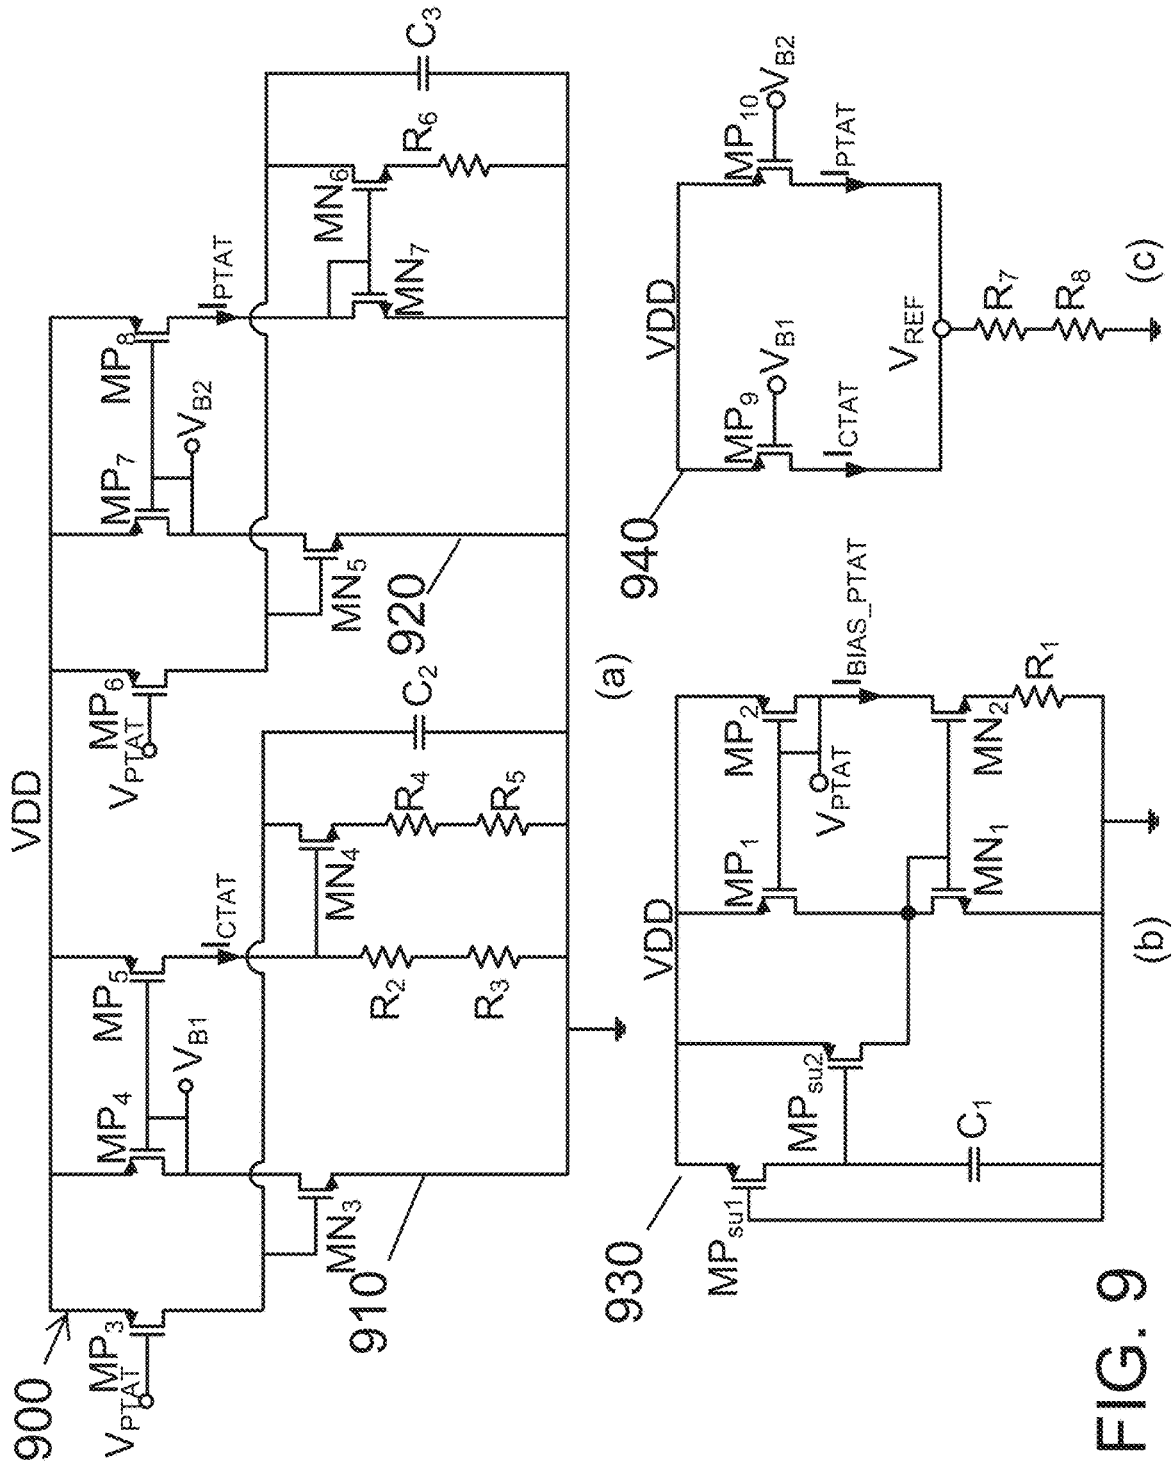 900
VDD
MP3
VPTAT
MP4
VB1
MP5
ICTAT
MN3
910
R2
R3
MN4
R4
R5
C2
MP6
VPTAT
MP7
VB2
MP8
IPTAT
MN5
920
MN7
MN6
R6
C3
(a)
930
VDD
MPsu1
MPsu2
C1
MP1
MP2
VPTAT
IBIAS_PTAT
MN1
MN2
R1
(b)
940
VDD
MP9
VB1
ICTAT
MP10
VB2
IPTAT
VREF
R7
R8
(c)
FIG. 9